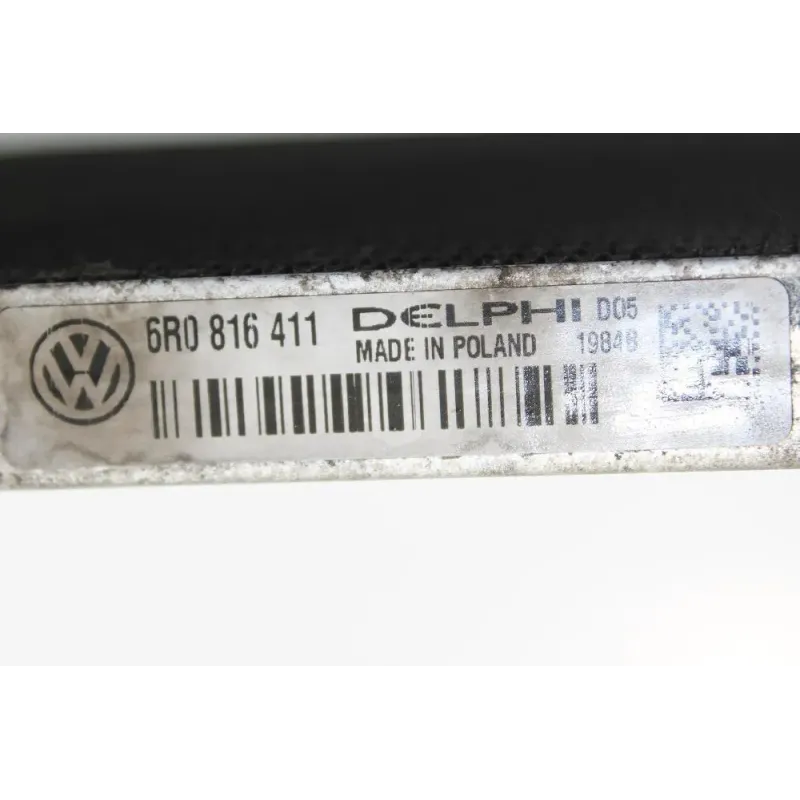 6R0 816 411 DELPHI D05
MADE IN POLAND 19848